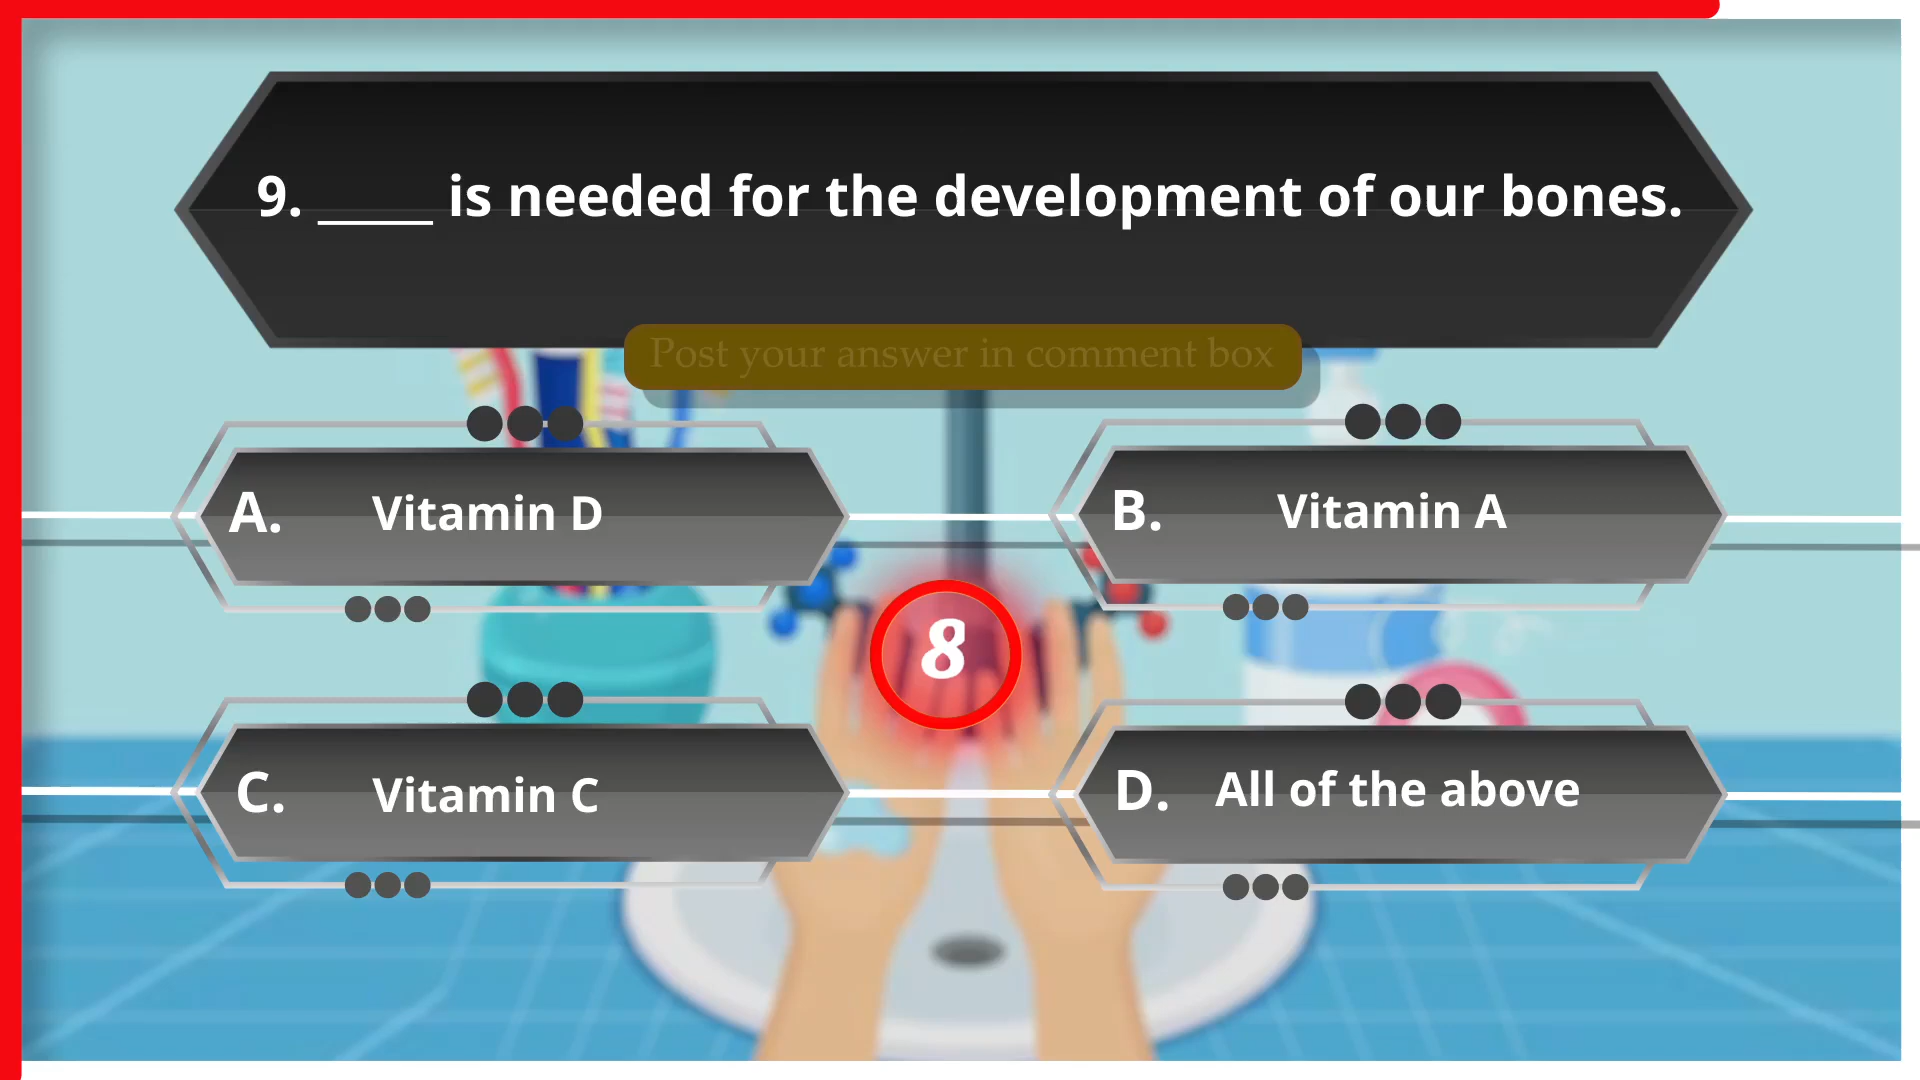 9. ____ is needed for the development of our bones.
Post your answer in comment box
A. Vitamin D
B. Vitamin A
8
C. Vitamin C
D. All of the above